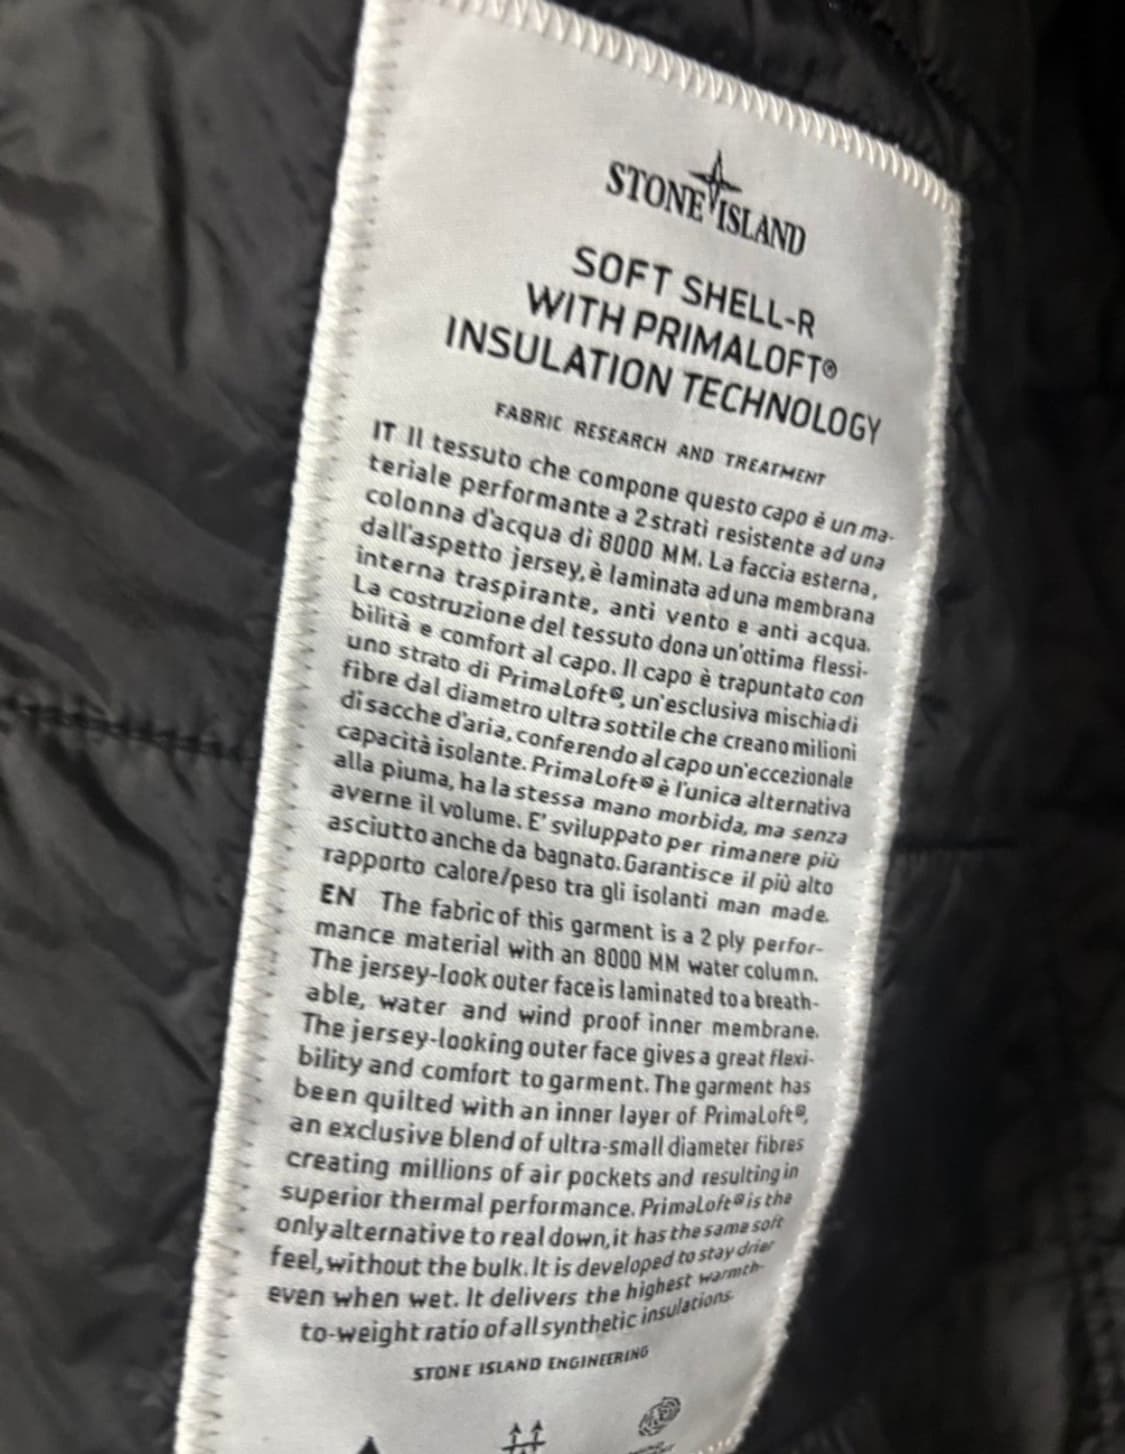 STONE ISLAND
SOFT SHELL-R
WITH PRIMALOFT®
INSULATION TECHNOLOGY
FABRIC RESEARCH AND TREATMENT
IT Il tessuto che compone questo capo è un ma-
teriale performante a 2 strati resistente ad una
colonna d'acqua di 8000 MM. La faccia esterna,
dall'aspetto jersey, è laminata ad una membrana
interna traspirante, anti vento e anti acqua.
La costruzione del tessuto dona un'ottima flessi-
bilità e comfort al capo. Il capo è trapuntato con
uno strato di PrimaLoft®, un'esclusiva mischia di
fibre dal diametro ultra sottile che creano milioni
di sacche d'aria, conferendo al capo un'eccezionale
capacità isolante. PrimaLoft® è l'unica alternativa
alla piuma, ha la stessa mano morbida, ma senza
averne il volume. E' sviluppato per rimanere più
asciutto anche da bagnato. Garantisce il più alto
rapporto calore/peso tra gli isolanti man made.
EN The fabric of this garment is a 2 ply perfor-
mance material with an 8000 MM water column.
The jersey-look outer face is laminated to a breath-
able, water and wind proof inner membrane.
The jersey-looking outer face gives a great flexi-
bility and comfort to garment. The garment has
been quilted with an inner layer of PrimaLoft®,
an exclusive blend of ultra-small diameter fibres
creating millions of air pockets and resulting in
superior thermal performance. PrimaLoft® is the
only alternative to real down, it has the same soft
feel, without the bulk. It is developed to stay drier
even when wet. It delivers the highest warmth-
to-weight ratio of all synthetic insulations.
STONE ISLAND ENGINEERING